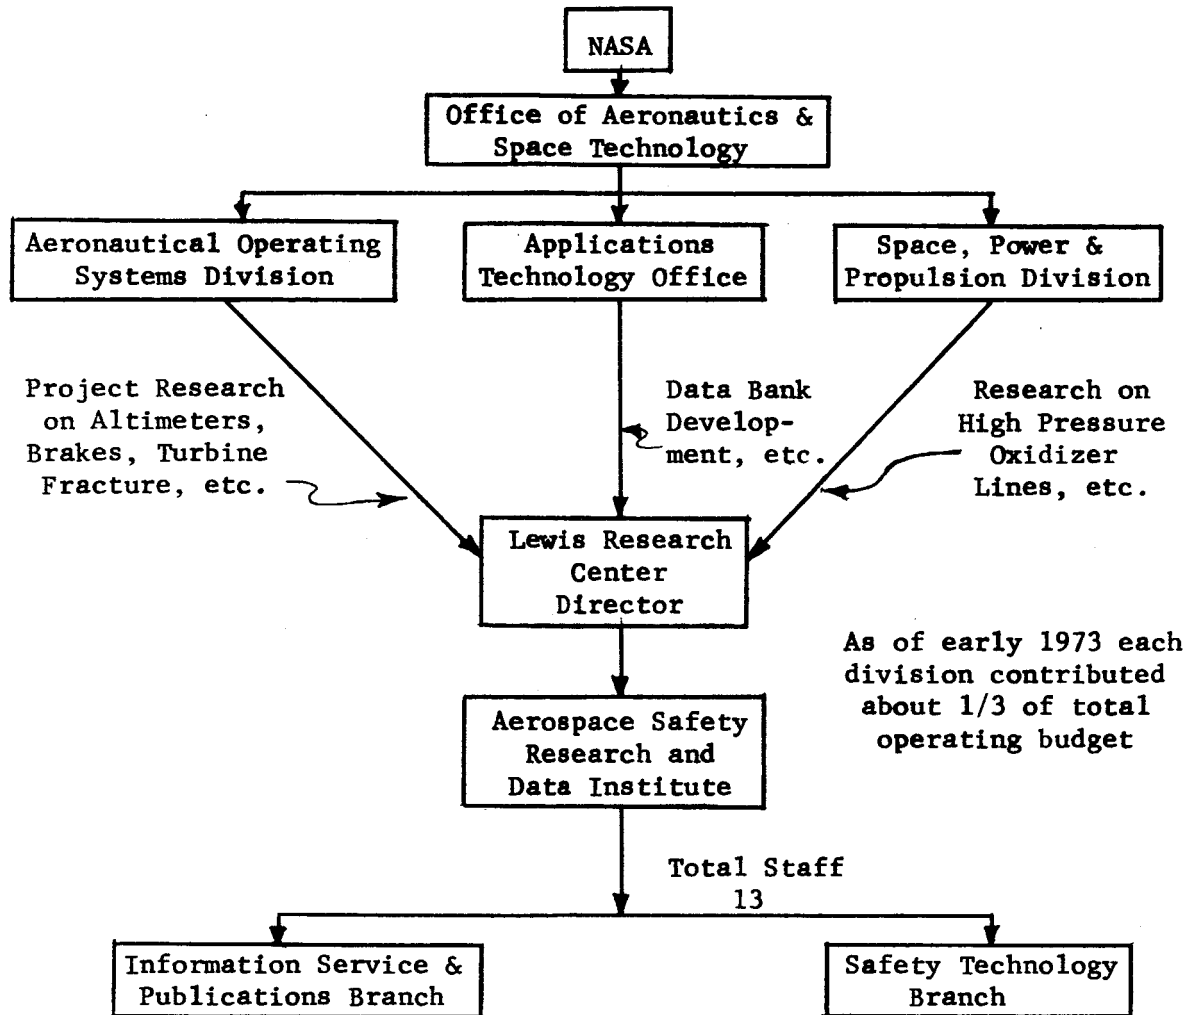 NASA
Office of Aeronautics &
Space Technology
Aeronautical Operating
Systems Division
Applications
Technology Office
Space, Power &
Propulsion Division
Project Research
on Altimeters,
Brakes, Turbine
Fracture, etc.
Data Bank
Develop-
ment, etc.
Research on
High Pressure
Oxidizer
Lines, etc.
Lewis Research
Center
Director
As of early 1973 each
division contributed
about 1/3 of total
operating budget
Aerospace Safety
Research and
Data Institute
Total Staff
13
Information Service &
Publications Branch
Safety Technology
Branch